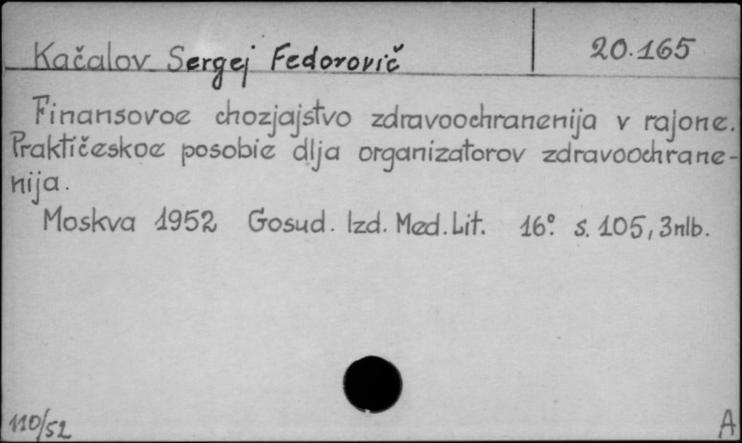 Kačalov Sergej Fedorovič 20.165
Finansovoe chozjajstvo zdravoochranenija v rajone.
Praktičeskoe posobie dlja organizatorov zdravoochrane-
nija.
Moskva 1952 Gosud. Izd. Med. Lit. 16° s. 105, 3nlb.
110/52 A